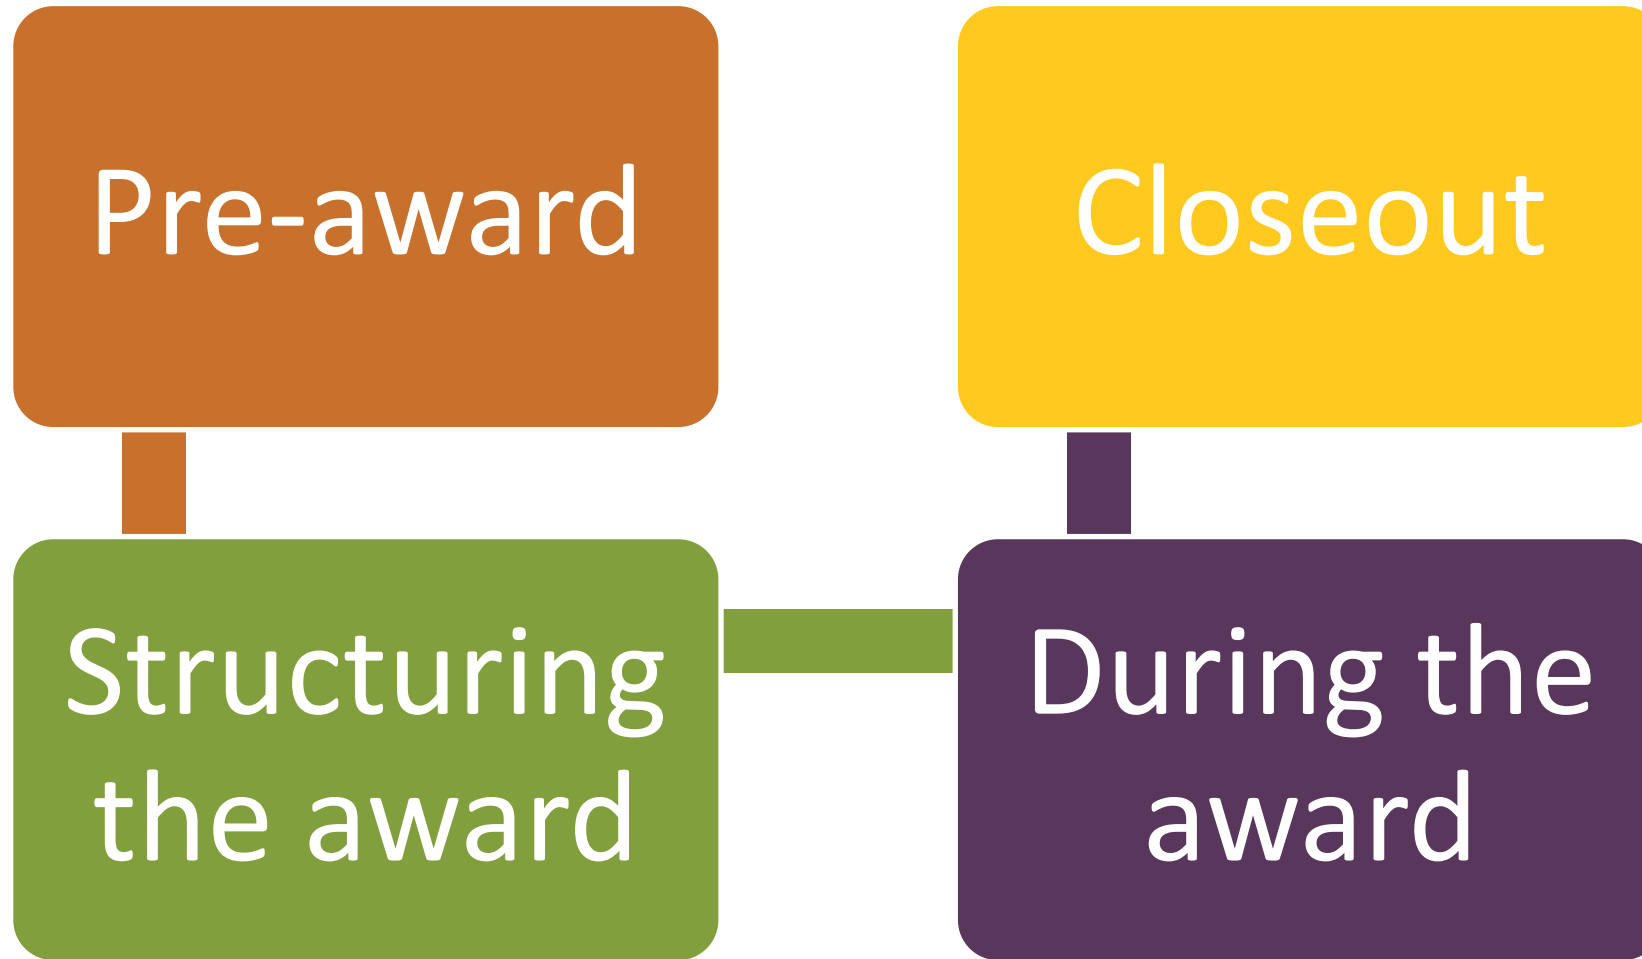 Pre-award
Structuring
the award
During the
award
Closeout